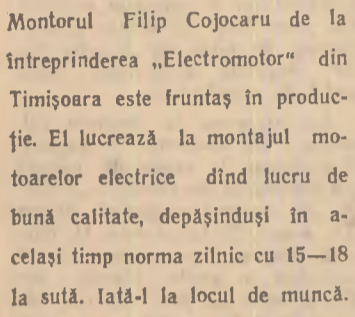 Montorul Filip Cojocaru de la
întreprinderea „Electromotor“ din
Timişoara este fruntaş în produc-
ţie. El lucrează la montajul mo-
toarelor electrice dînd lucru de
bună calitate, depăşinduşi în a-
celaşi timp norma zilnic cu 15—18
la sută. Iată-l la locul de muncă.